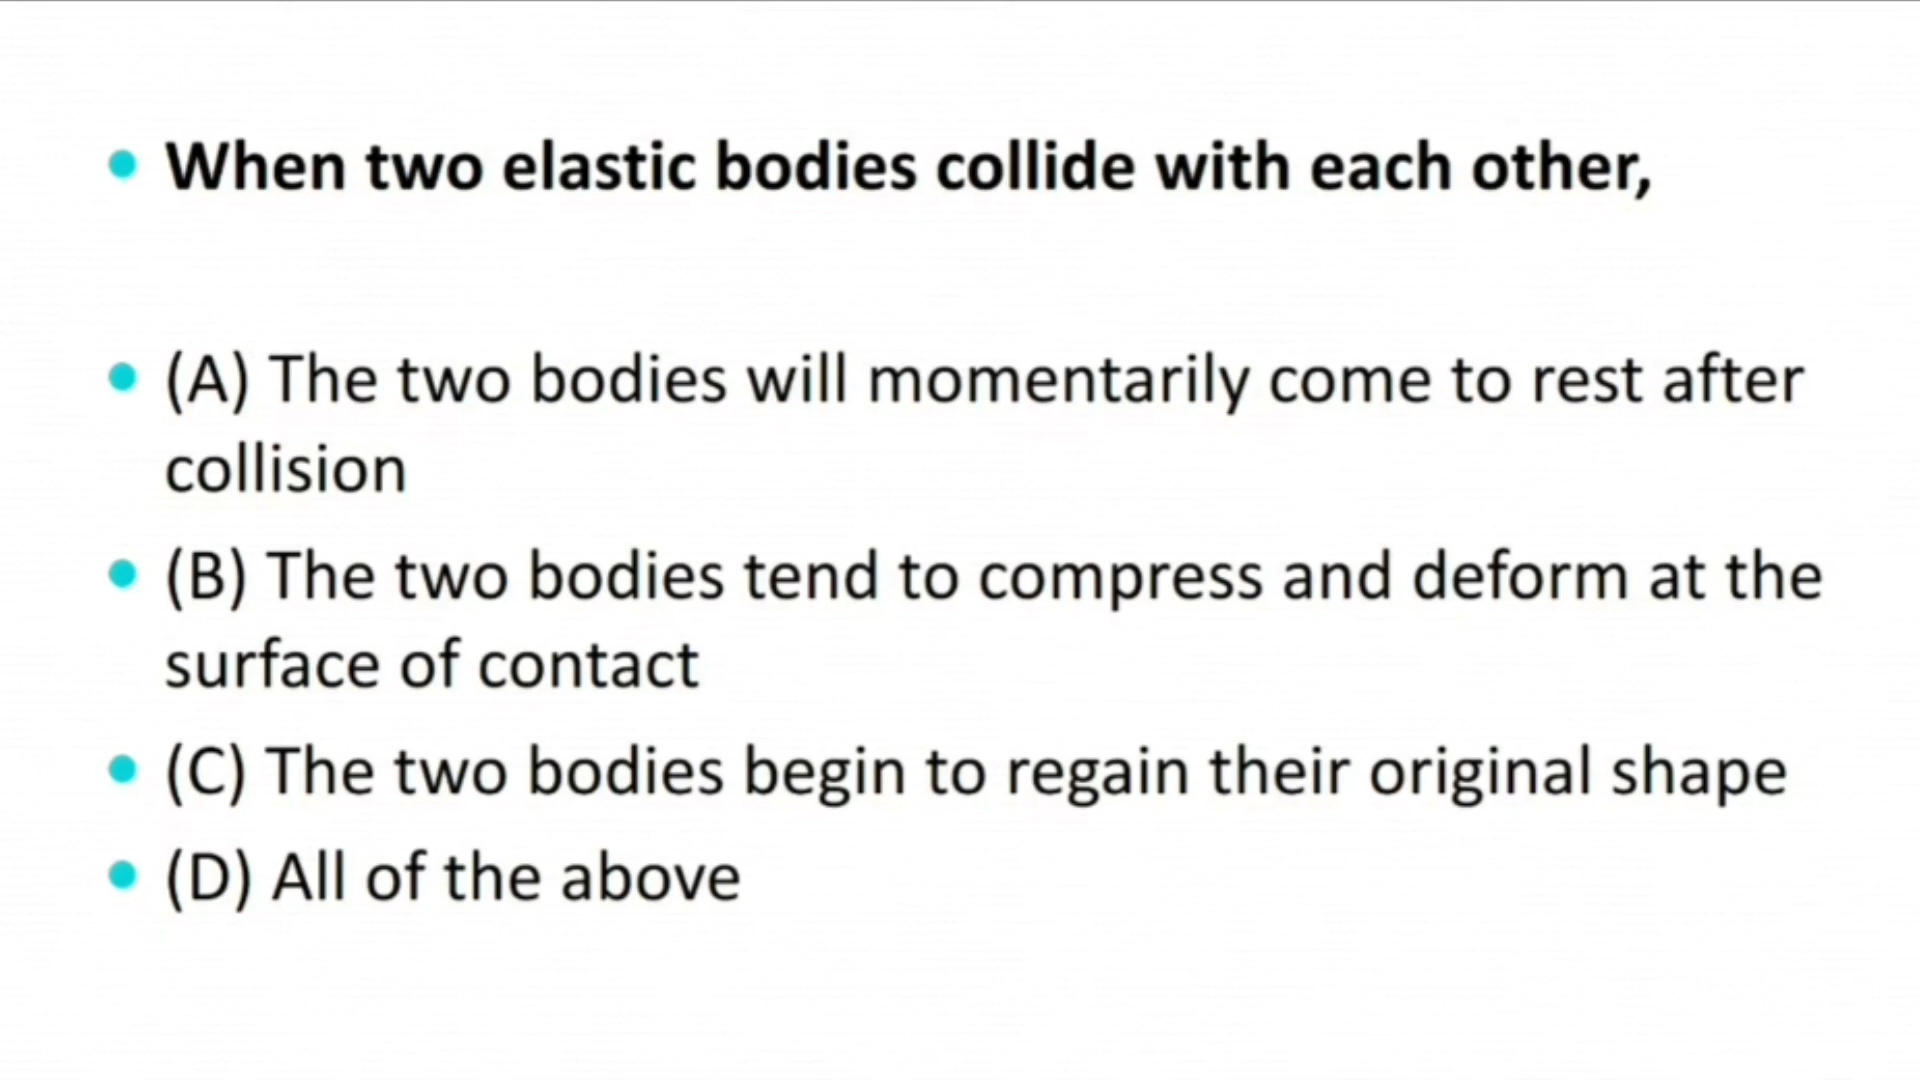 When two elastic bodies collide with each other,
(A) The two bodies will momentarily come to rest after
collision
(B) The two bodies tend to compress and deform at the
surface of contact
(C) The two bodies begin to regain their original shape
(D) All of the above